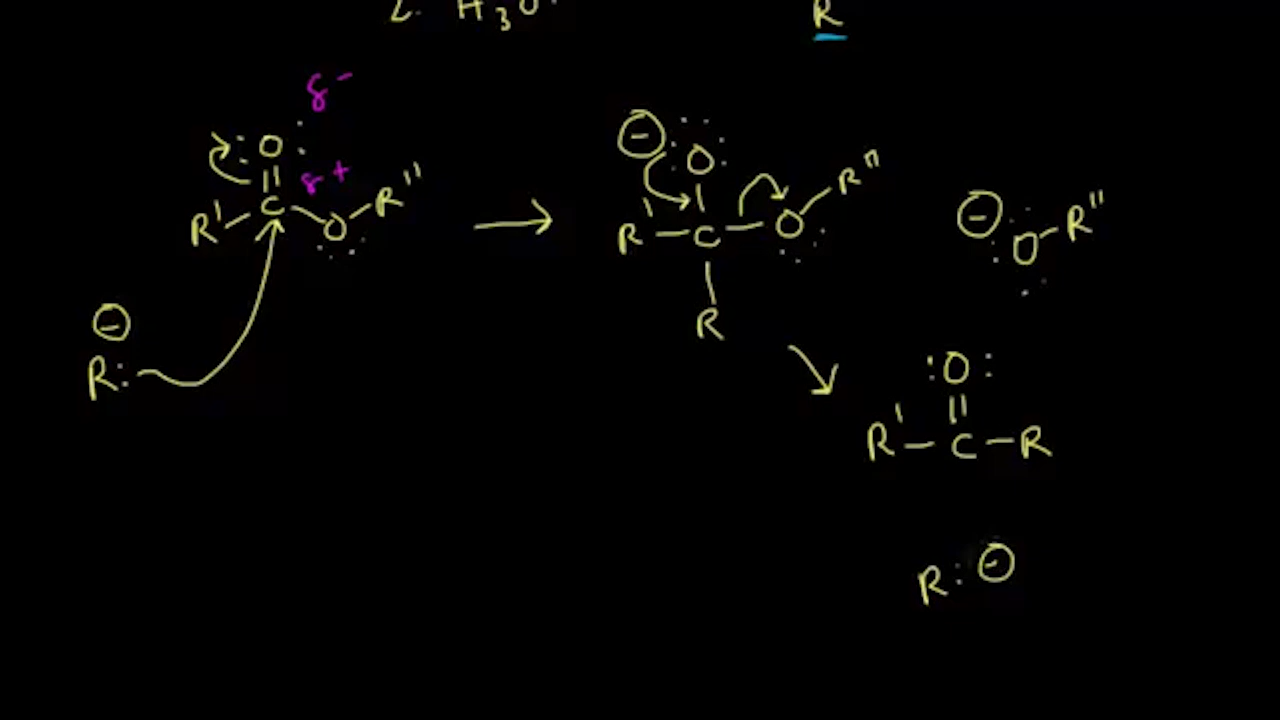 2. H3O
R
δ-
:O:
δ+
R' C O R''
⊖
R:
⊖ :O:
R' C O R''
R
⊖ :O R''
:O:
R' C R
R: ⊖